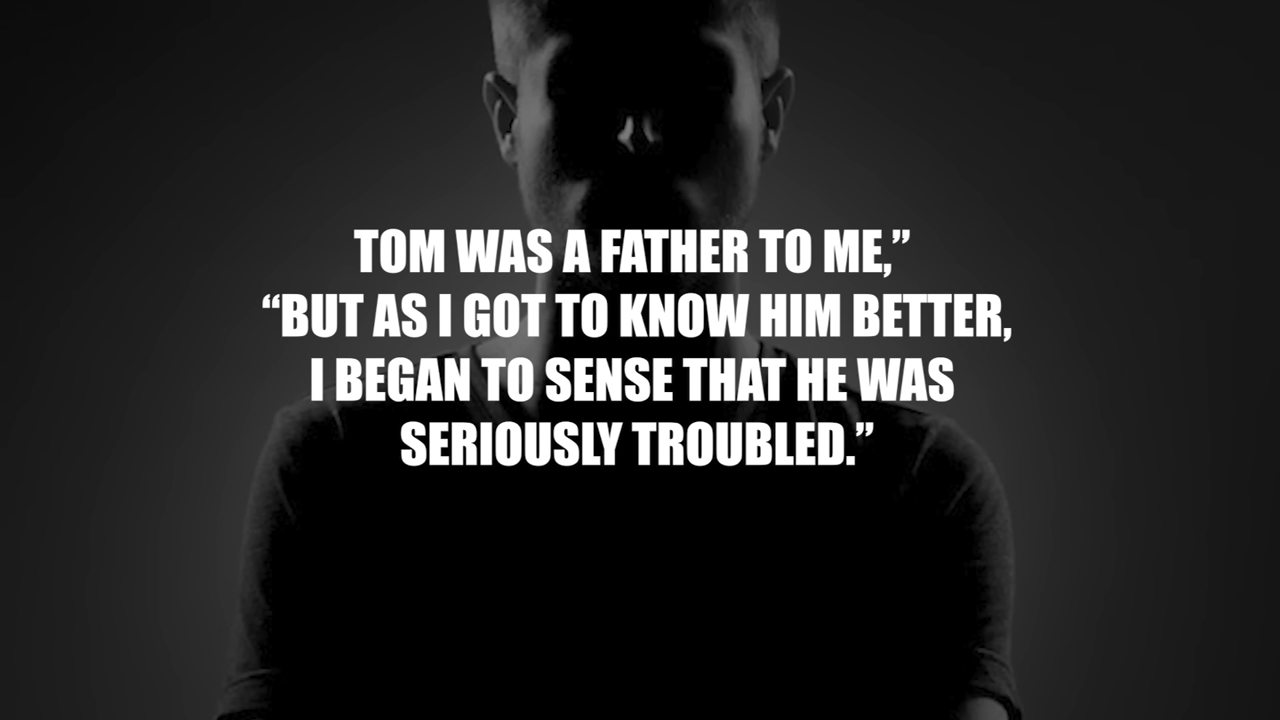 TOM WAS A FATHER TO ME,”
“BUT AS I GOT TO KNOW HIM BETTER,
I BEGAN TO SENSE THAT HE WAS
SERIOUSLY TROUBLED.”